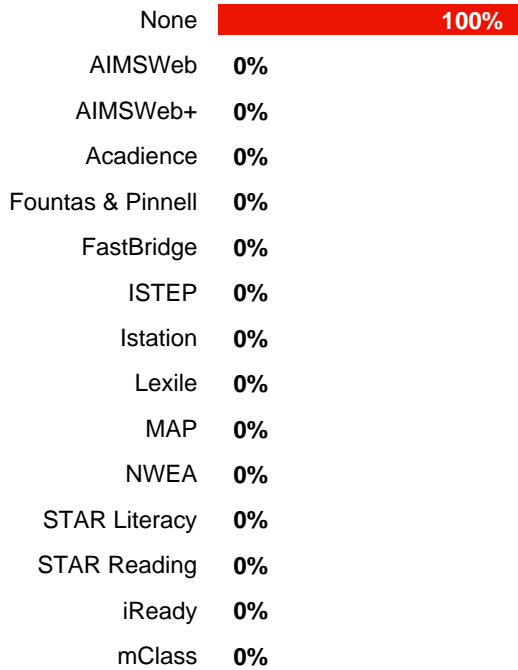 None 100%
AIMSWeb 0%
AIMSWeb+ 0%
Acadience 0%
Fountas & Pinnell 0%
FastBridge 0%
ISTEP 0%
Istation 0%
Lexile 0%
MAP 0%
NWEA 0%
STAR Literacy 0%
STAR Reading 0%
iReady 0%
mClass 0%